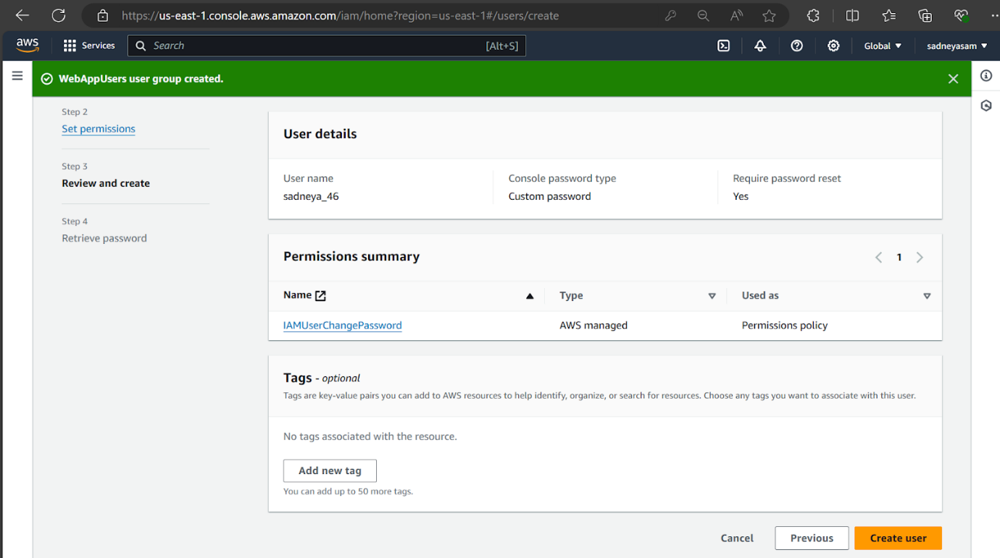 https://us-east-1.console.aws.amazon.com/iam/home?region=us-east-1#/users/create
aws Services Search [Alt+S] Global sadneyasam
WebAppUsers user group created.
Step 2
Set permissions
Step 3
Review and create
Step 4
Retrieve password
User details
User name Console password type Require password reset
sadneya_46 Custom password Yes
Permissions summary 1
Name Type Used as
IAMUserChangePassword AWS managed Permissions policy
Tags - optional
Tags are key-value pairs you can add to AWS resources to help identify, organize, or search for resources. Choose any tags you want to associate with this user.
No tags associated with the resource.
Add new tag
You can add up to 50 more tags.
Cancel Previous Create user